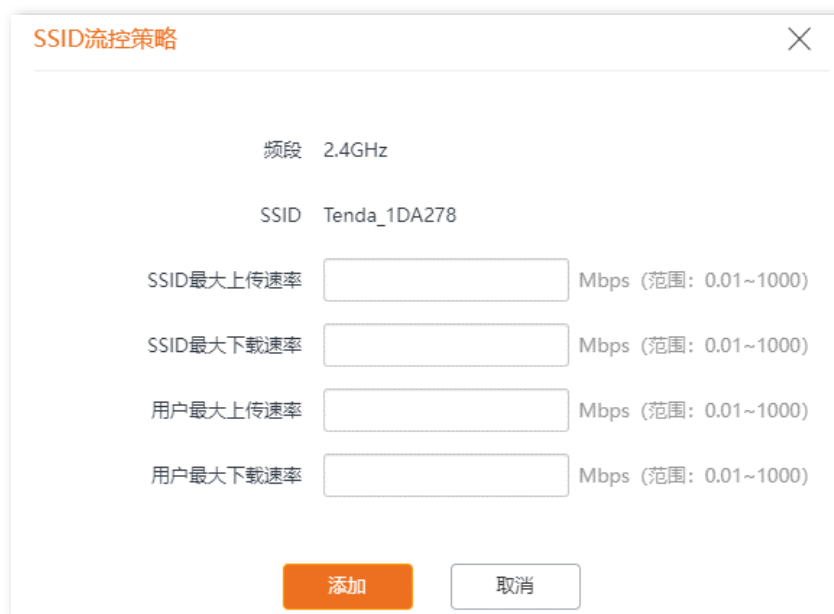 SSID流控策略
频段 2.4GHz
SSID Tenda_1DA278
SSID最大上传速率 Mbps (范围：0.01~1000)
SSID最大下载速率 Mbps (范围：0.01~1000)
用户最大上传速率 Mbps (范围：0.01~1000)
用户最大下载速率 Mbps (范围：0.01~1000)
添加 取消